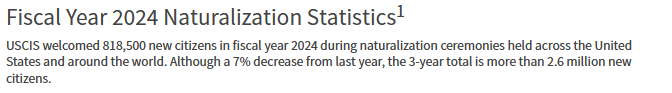 Fiscal Year 2024 Naturalization Statistics1
USCIS welcomed 818,500 new citizens in fiscal year 2024 during naturalization ceremonies held across the United
States and around the world. Although a 7% decrease from last year, the 3-year total is more than 2.6 million new
citizens.